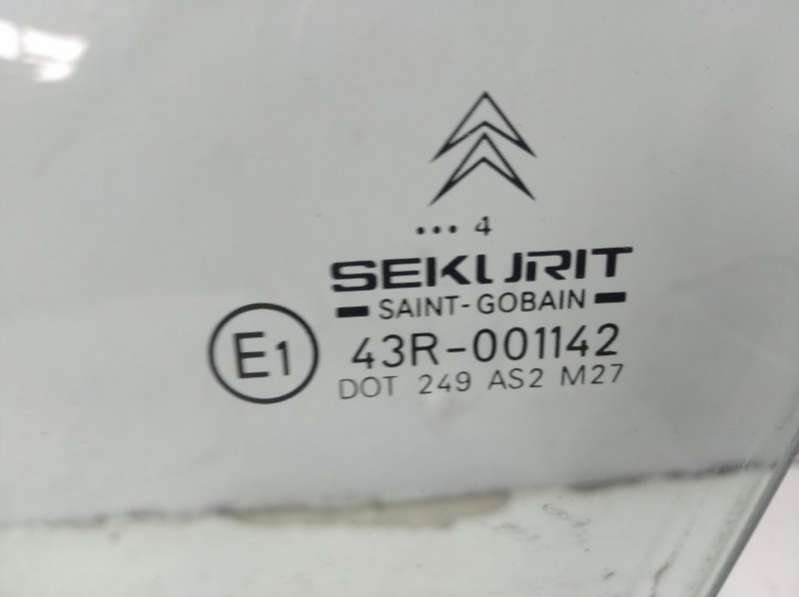 ••• 4
SEKURIT
SAINT-GOBAIN
E1
43R-001142
DOT 249 AS2 M27